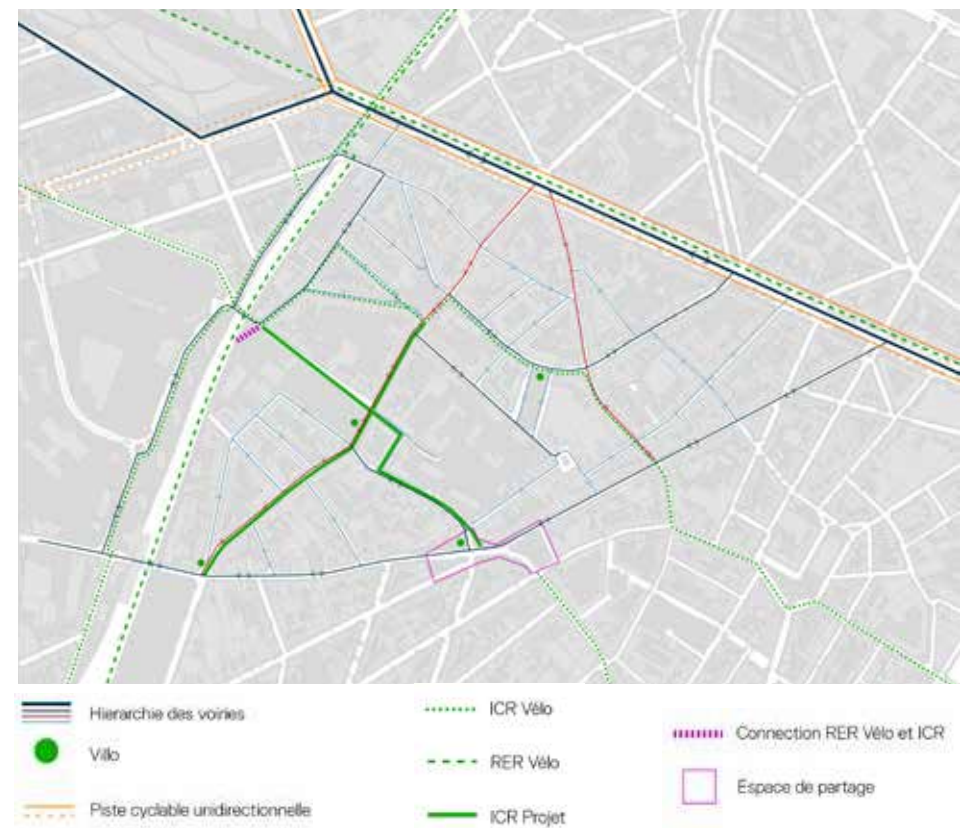 Hierarchie des voiries
Villo
Piste cyclable unidirectionnelle
ICR Vélo
RER Vélo
ICR Projet
Connection RER Vélo et ICR
Espace de partage